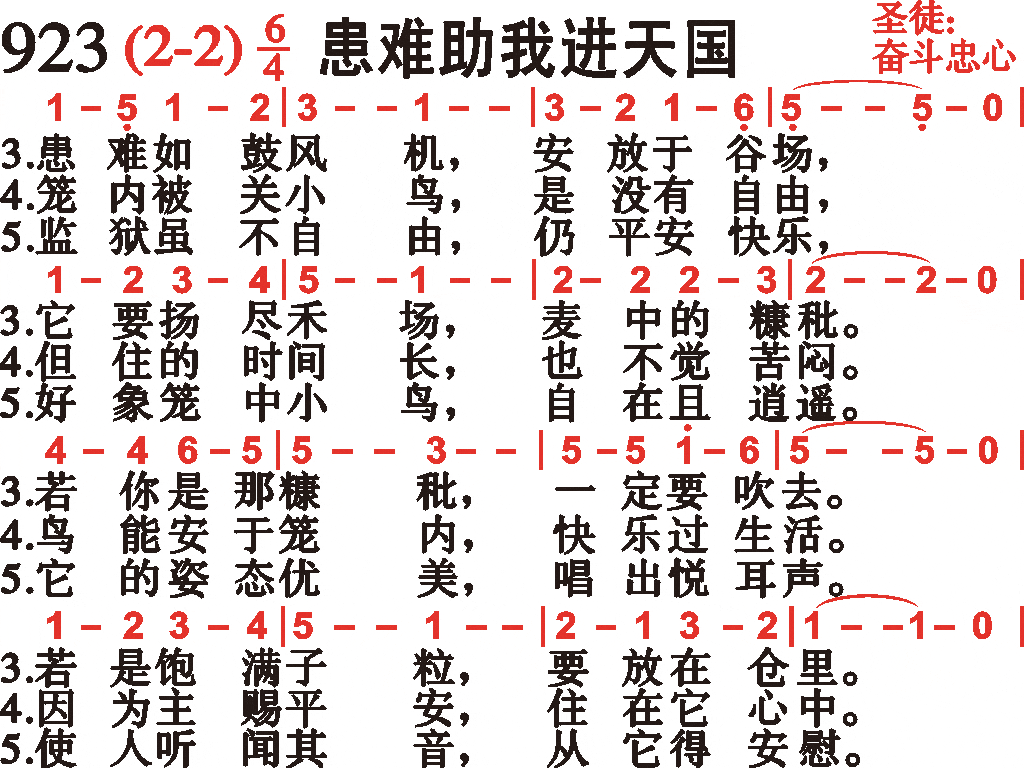 923 (2-2) 6/4 患难助我进天国 圣徒:
奋斗忠心
1 - 5 1 - 2|3 - - 1 - - |3 - 2 1 - 6|5 - - 5 - 0|
3.患 难如 鼓风 机, 安 放于 谷场,
4.笼 内被 关小 鸟, 是 没有 自由,
5.监 狱虽 不自 由, 仍 平安 快乐,
1 - 2 3 - 4|5 - - 1 - - |2 - 2 2 - 3|2 - - 2 - 0|
3.它 要扬 尽禾 场, 麦 中的 糠秕。
4.但 住的 时间 长, 也 不觉 苦闷。
5.好 象笼 中小 鸟, 自 在且 逍遥。
4 - 4 6 - 5|5 - - 3 - - |5 - 5 1 - 6|5 - - 5 - 0|
3.若 你是 那糠 秕, 一 定要 吹去。
4.鸟 能安 于笼 内, 快 乐过 生活。
5.它 的姿 态优 美, 唱 出悦 耳声。
1 - 2 3 - 4|5 - - 1 - - |2 - 1 3 - 2|1 - - 1 - 0|
3.若 是饱 满子 粒, 要 放在 仓里。
4.因 为主 赐平 安, 住 在它 心中。
5.使 人听 闻其 音, 从 它得 安慰。